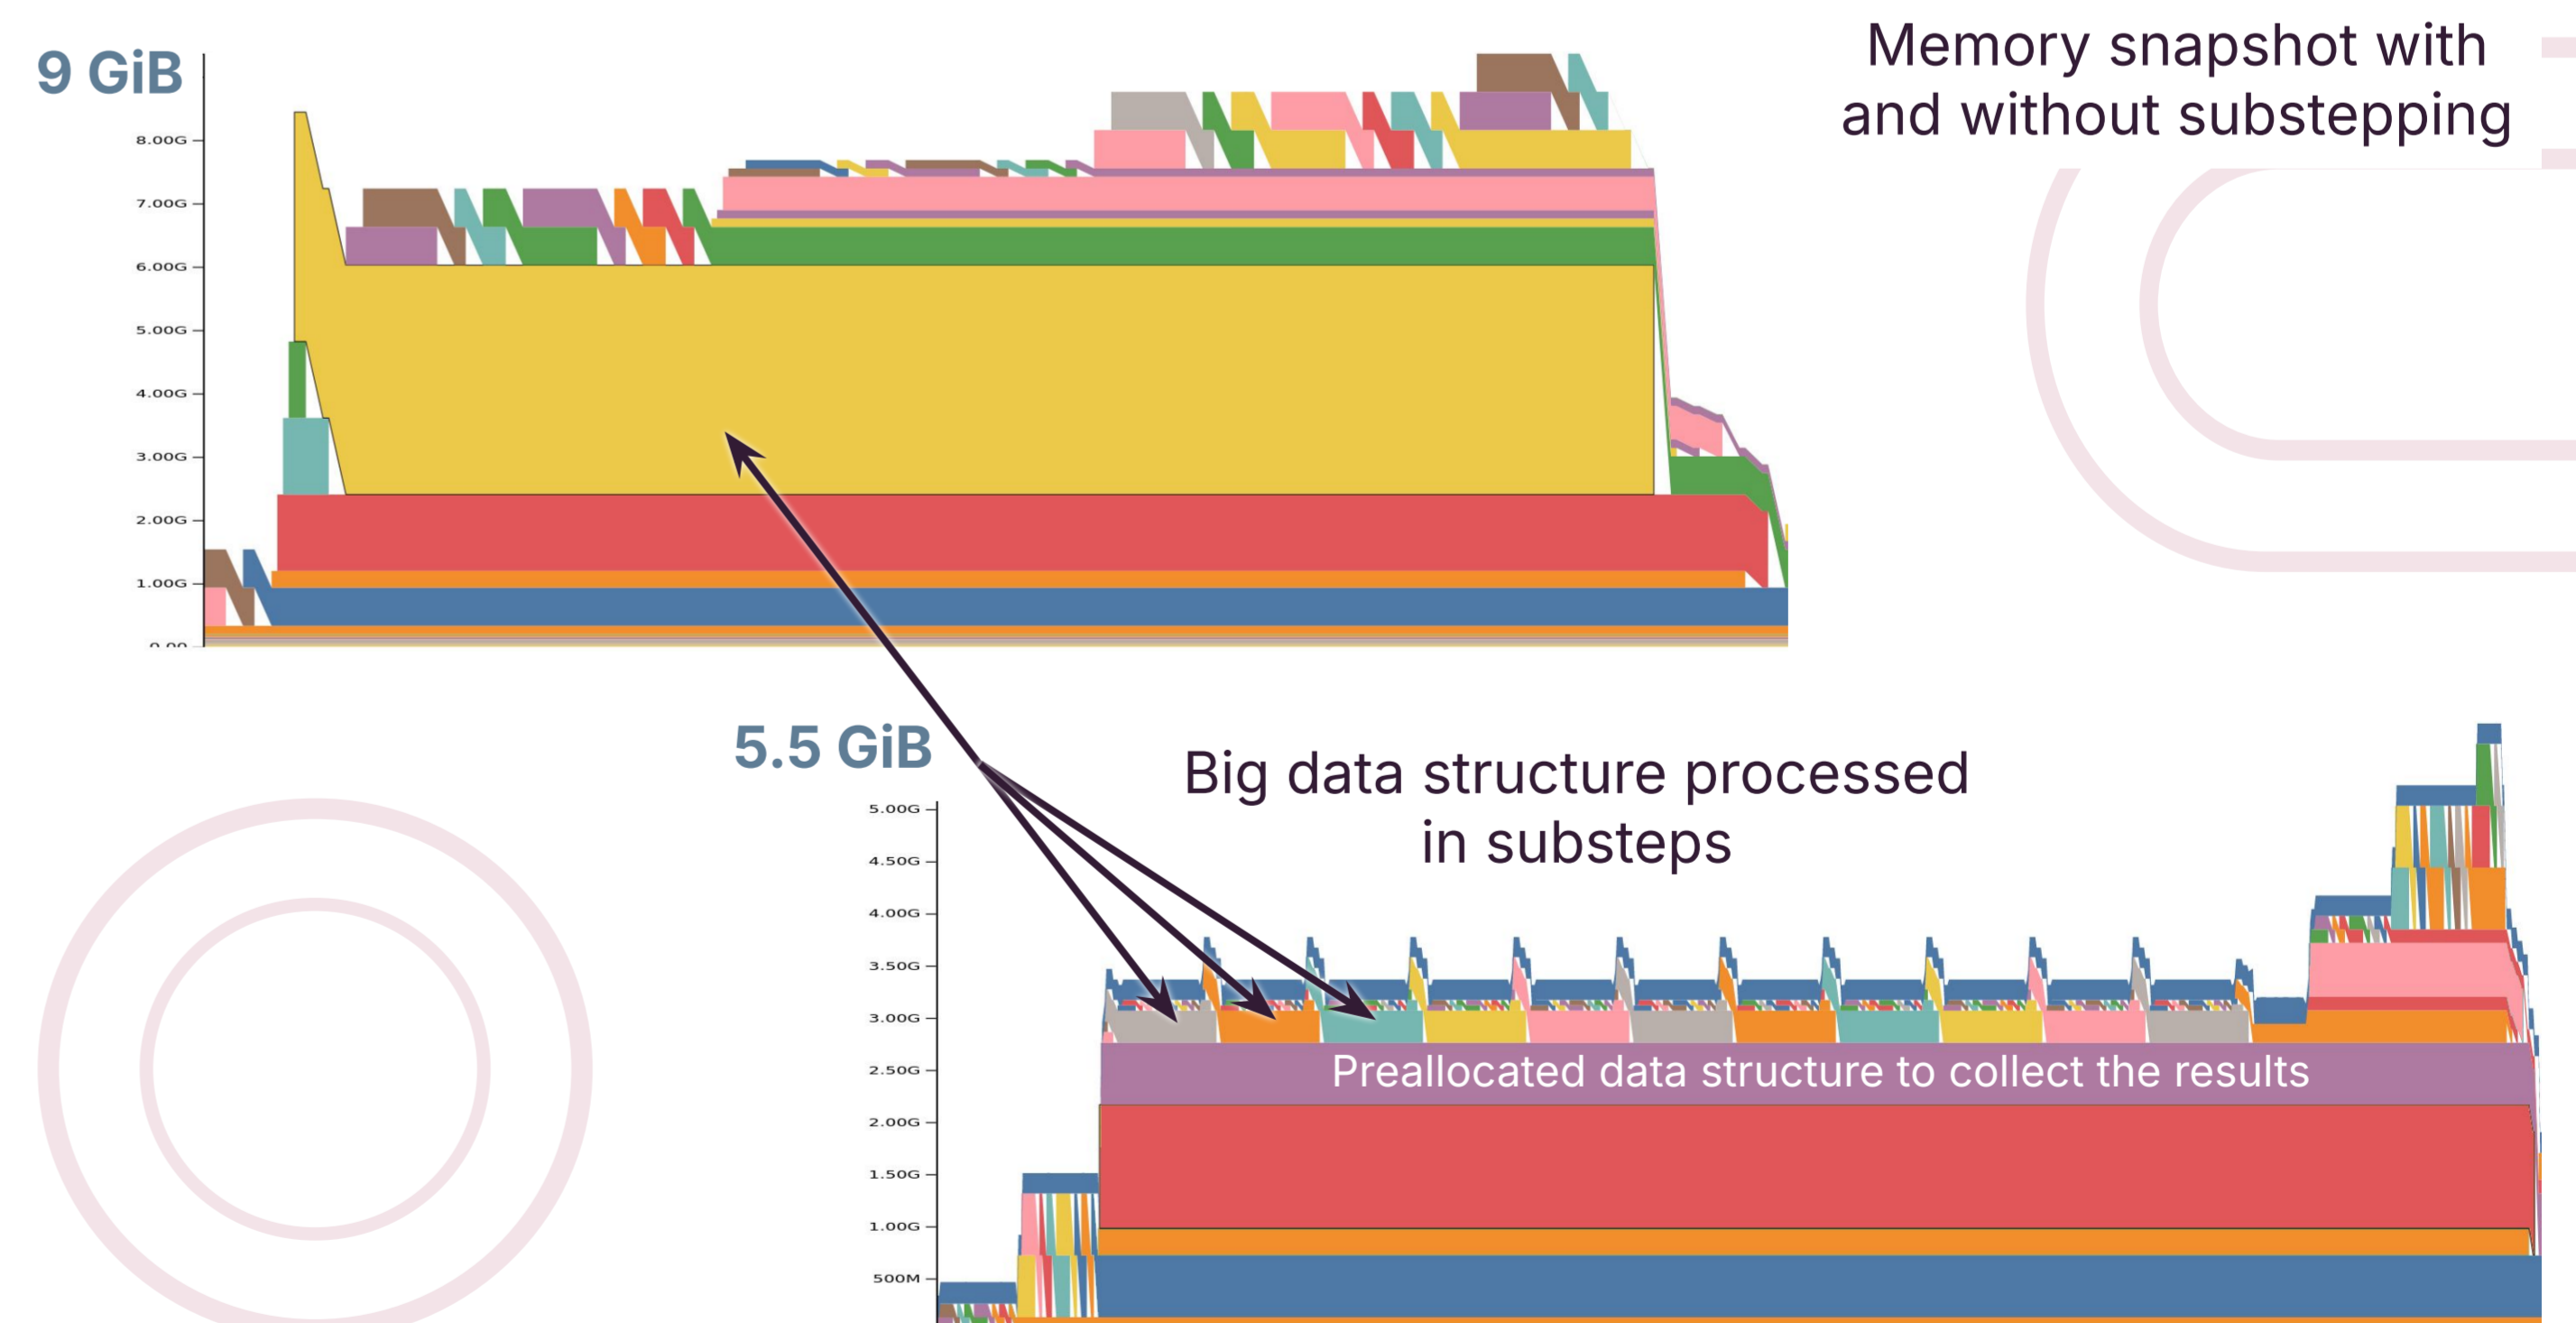 9 GiB
Memory snapshot with
and without substepping
8.00G
7.00G
6.00G
5.00G
4.00G
3.00G
2.00G
1.00G
5.5 GiB
Big data structure processed
in substeps
5.00G
4.50G
4.00G
3.50G
3.00G
2.50G
Preallocated data structure to collect the results
2.00G
1.50G
1.00G
500M